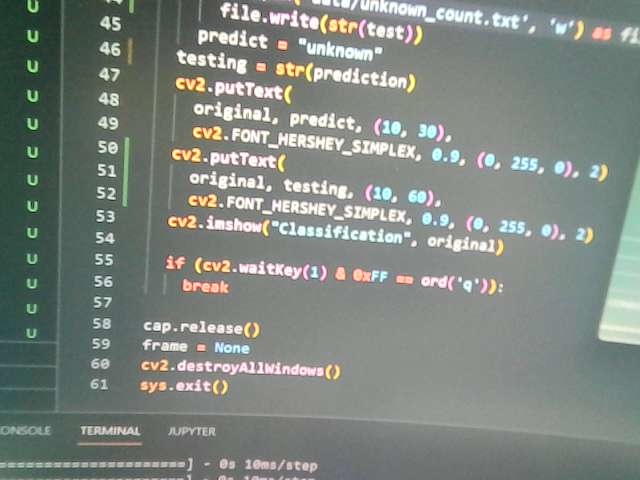 data/unknown_count.txt', 'w') as
45 file.write(str(test))
46 predict = "unknown"
47 testing = str(prediction)
48 cv2.putText(
49 original, predict, (10, 30),
50 cv2.FONT_HERSHEY_SIMPLEX, 0.9, (0, 255, 0), 2)
51 cv2.putText(
52 original, testing, (10, 60),
53 cv2.FONT_HERSHEY_SIMPLEX, 0.9, (0, 255, 0), 2)
54 cv2.imshow("Classification", original)
55
56 if (cv2.waitKey(1) & 0xFF == ord('q')):
57 break
58 cap.release()
59 frame = None
60 cv2.destroyAllWindows()
61 sys.exit()
U
U
U
U
U
U
U
U
U
U
U
U
TERMINAL JUPYTER
=====================] - 0s 10ms/step